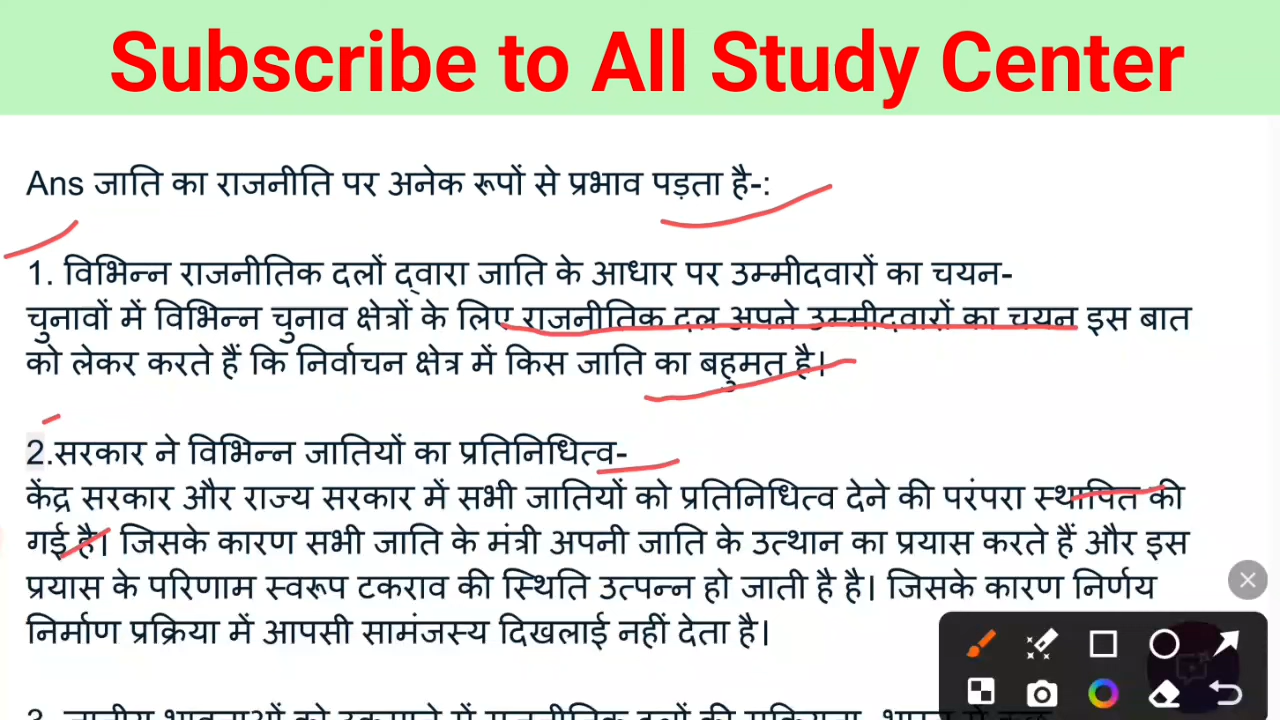 Subscribe to All Study Center
Ans जाति का राजनीति पर अनेक रूपों से प्रभाव पड़ता है-:
1. विभिन्न राजनीतिक दलों द्वारा जाति के आधार पर उम्मीदवारों का चयन-
चुनावों में विभिन्न चुनाव क्षेत्रों के लिए राजनीतिक दल अपने उम्मीदवारों का चयन इस बात
को लेकर करते हैं कि निर्वाचन क्षेत्र में किस जाति का बहुमत है।
2.सरकार ने विभिन्न जातियों का प्रतिनिधित्व-
केंद्र सरकार और राज्य सरकार में सभी जातियों को प्रतिनिधित्व देने की परंपरा स्थापित की
गई है। जिसके कारण सभी जाति के मंत्री अपनी जाति के उत्थान का प्रयास करते हैं और इस
प्रयास के परिणाम स्वरूप टकराव की स्थिति उत्पन्न हो जाती है है। जिसके कारण निर्णय
निर्माण प्रक्रिया में आपसी सामंजस्य दिखलाई नहीं देता है।